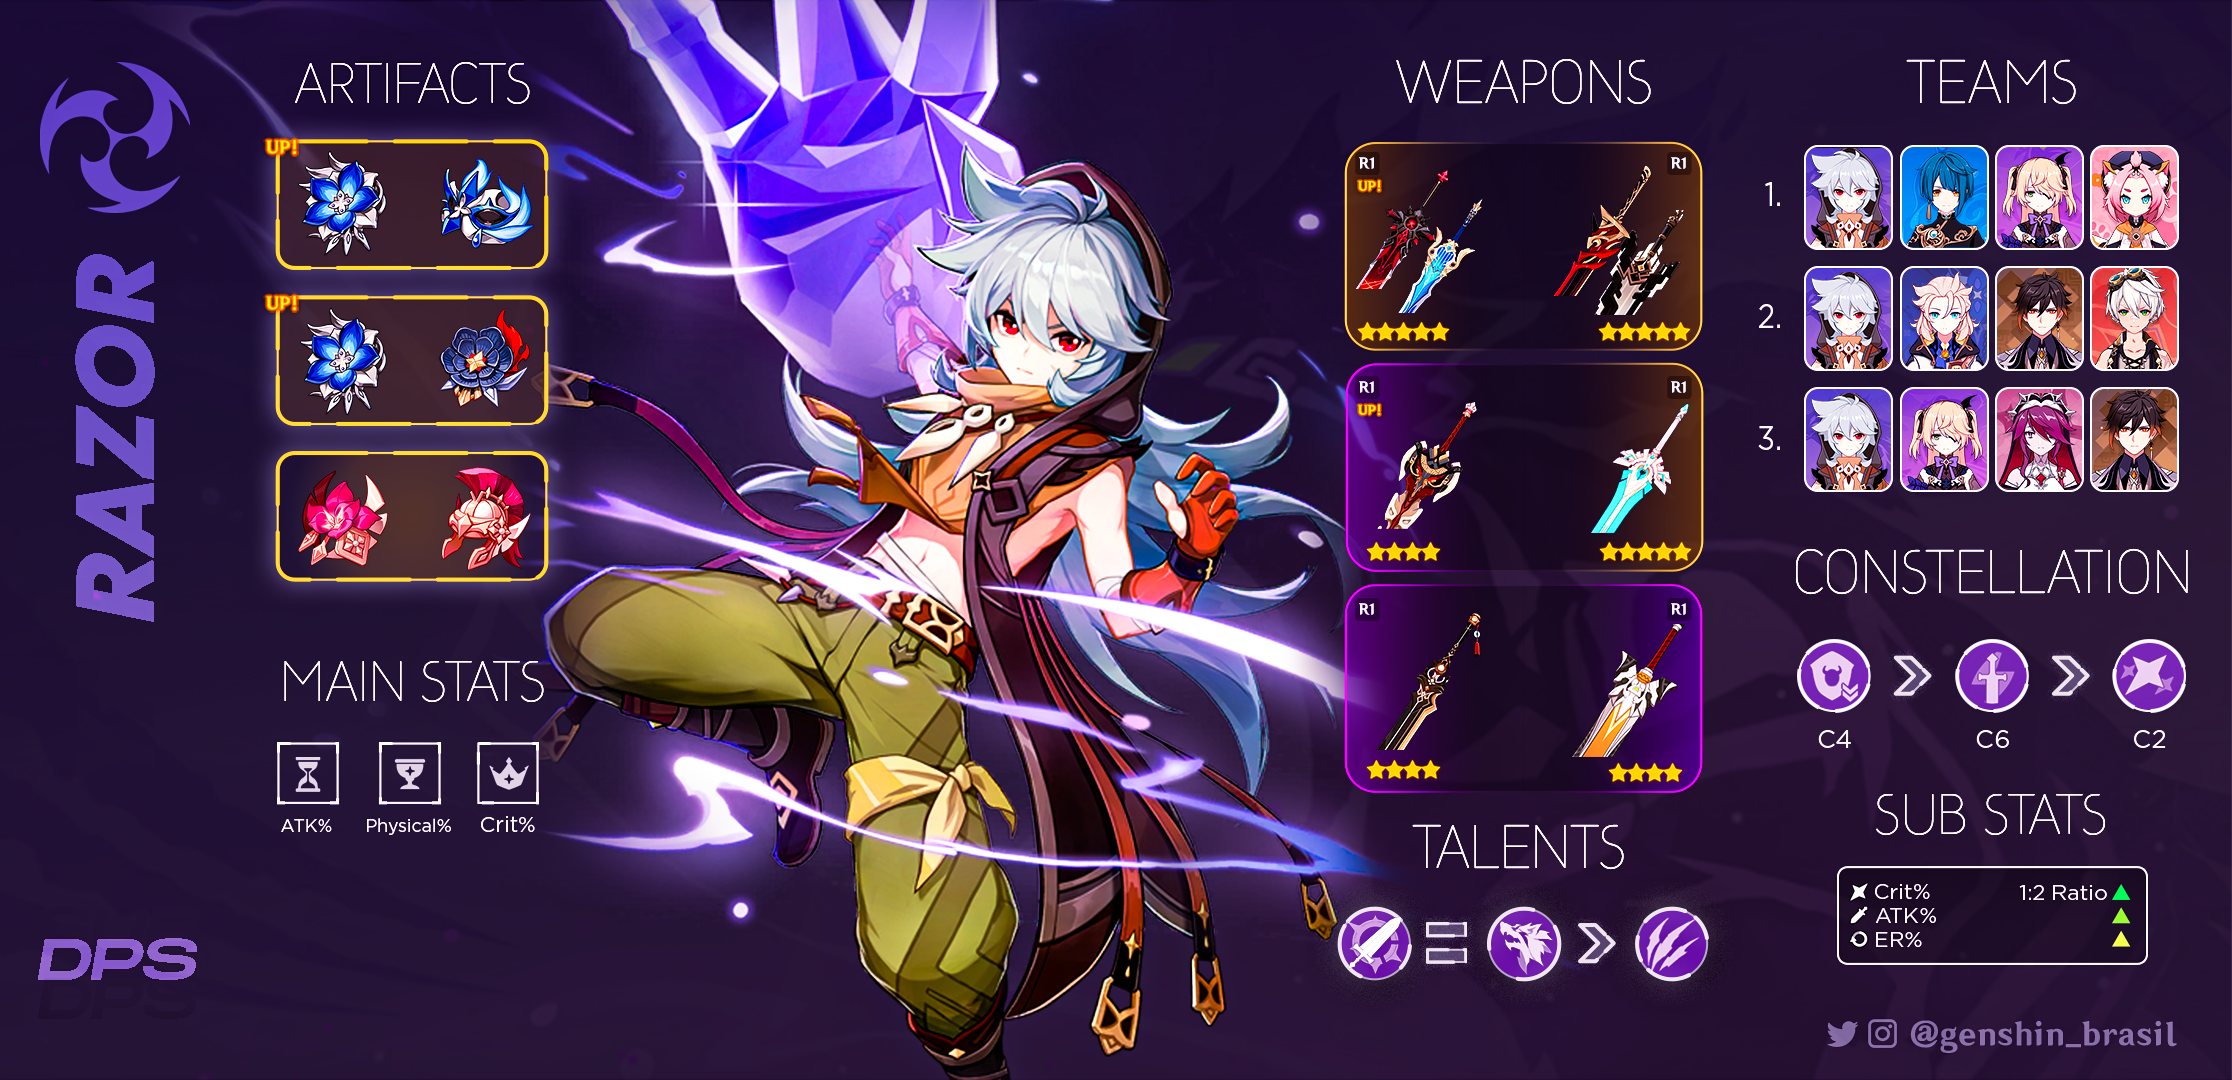 RAZOR
DPS
ARTIFACTS
UP!
UP!
MAIN STATS
ATK%
Physical%
Crit%
WEAPONS
R1
R1
UP!
R1
R1
UP!
R1
R1
TALENTS
TEAMS
1.
2.
3.
CONSTELLATION
C4
C6
C2
SUB STATS
Crit% 1:2 Ratio
ATK%
ER%
@genshin_brasil